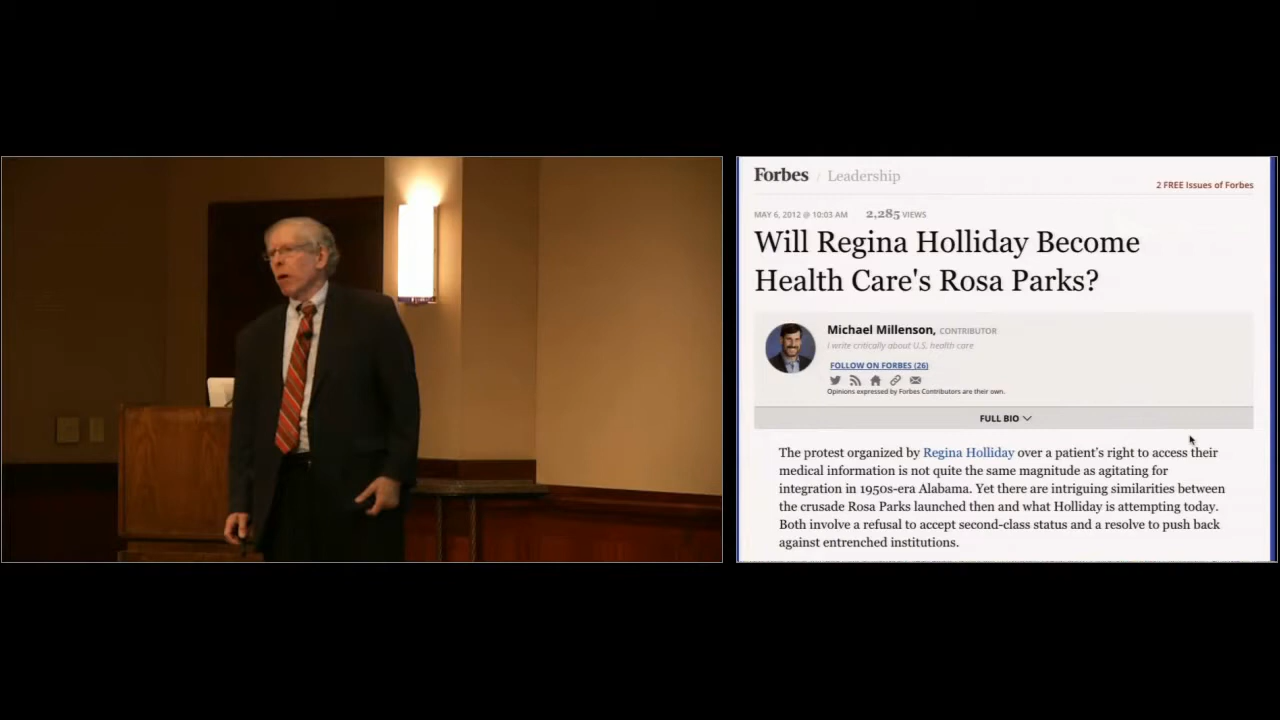 Forbes / Leadership
2 FREE Issues of Forbes
MAY 6, 2012 @ 10:03 AM 2,285 VIEWS
Will Regina Holliday Become
Health Care's Rosa Parks?
Michael Millenson, CONTRIBUTOR
I write critically about U.S. health care
FOLLOW ON FORBES (26)
Opinions expressed by Forbes Contributors are their own.
FULL BIO
The protest organized by Regina Holliday over a patient's right to access their
medical information is not quite the same magnitude as agitating for
integration in 1950s-era Alabama. Yet there are intriguing similarities between
the crusade Rosa Parks launched then and what Holliday is attempting today.
Both involve a refusal to accept second-class status and a resolve to push back
against entrenched institutions.